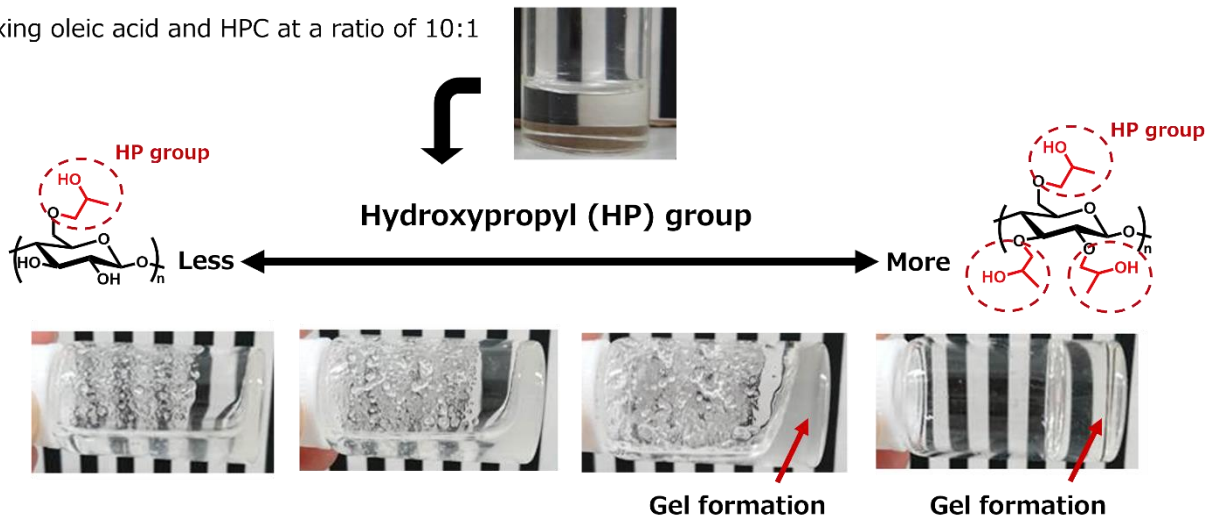 oleic acid and HPC at a ratio of 10:1
HP group
HO
O
O
O
HO
OH
n
Less
Hydroxypropyl (HP) group
More
HP group
HO
O
O
O
O
O
HO
OH
n
Gel formation
Gel formation